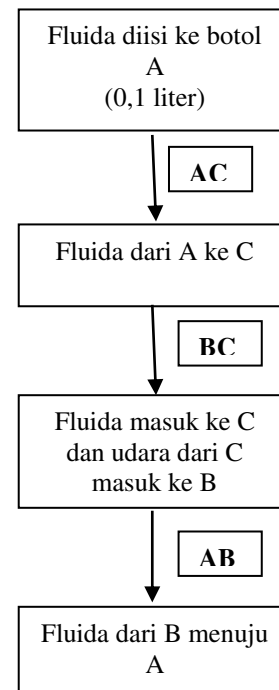 Fluida diisi ke botol
A
(0,1 liter)
AC
Fluida dari A ke C
BC
Fluida masuk ke C
dan udara dari C
masuk ke B
AB
Fluida dari B menuju
A